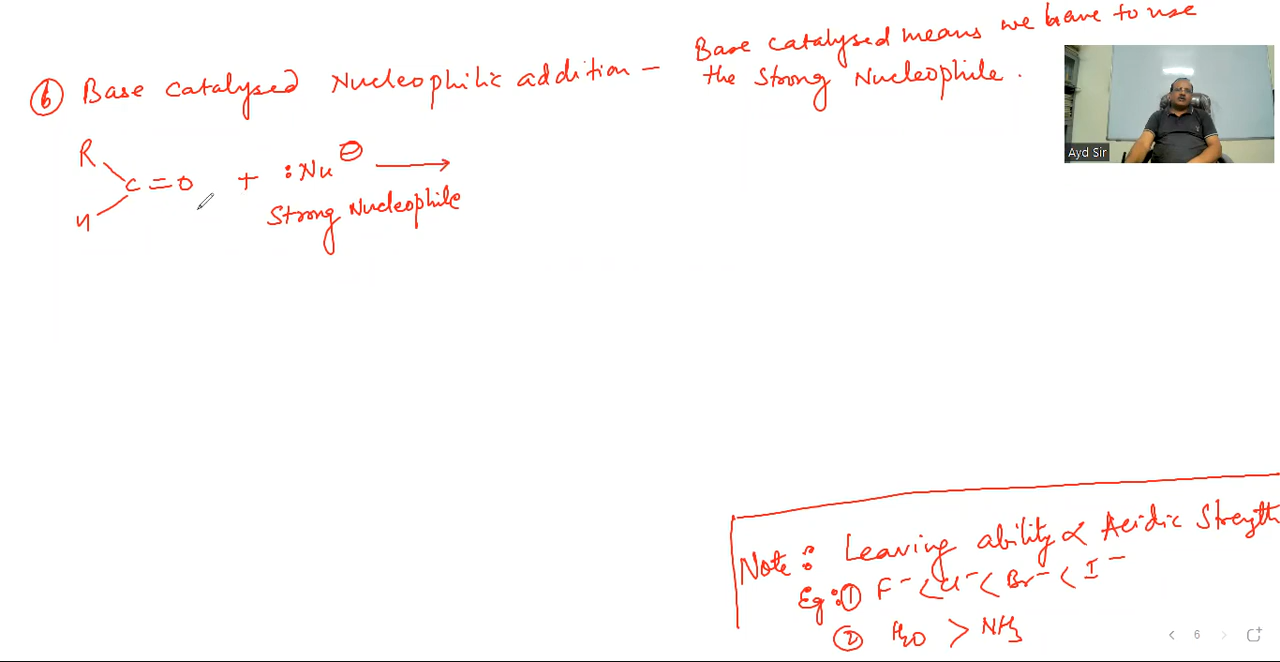 Base catalysed means we have to use
the Strong Nucleophile.
⑥ Base catalysed Nucleophilic addition –
R
C=O + :Nu⊖ →
H
Strong Nucleophile
Ayd Sir
Note: Leaving ability ∝ Acidic Strength
Eg: ① F⁻ < Cl⁻ < Br⁻ < I⁻
② H₂O > NH₃
6